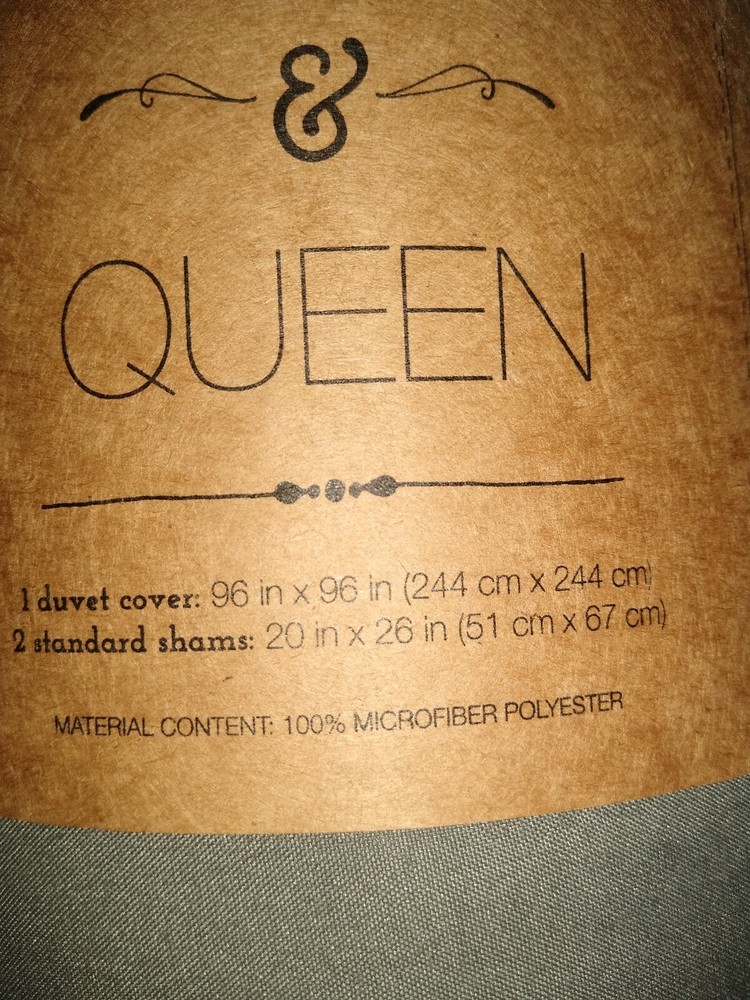 &
QUEEN
1 duvet cover: 96 in x 96 in (244 cm x 244 cm)
2 standard shams: 20 in x 26 in (51 cm x 67 cm)
MATERIAL CONTENT: 100% MICROFIBER POLYESTER